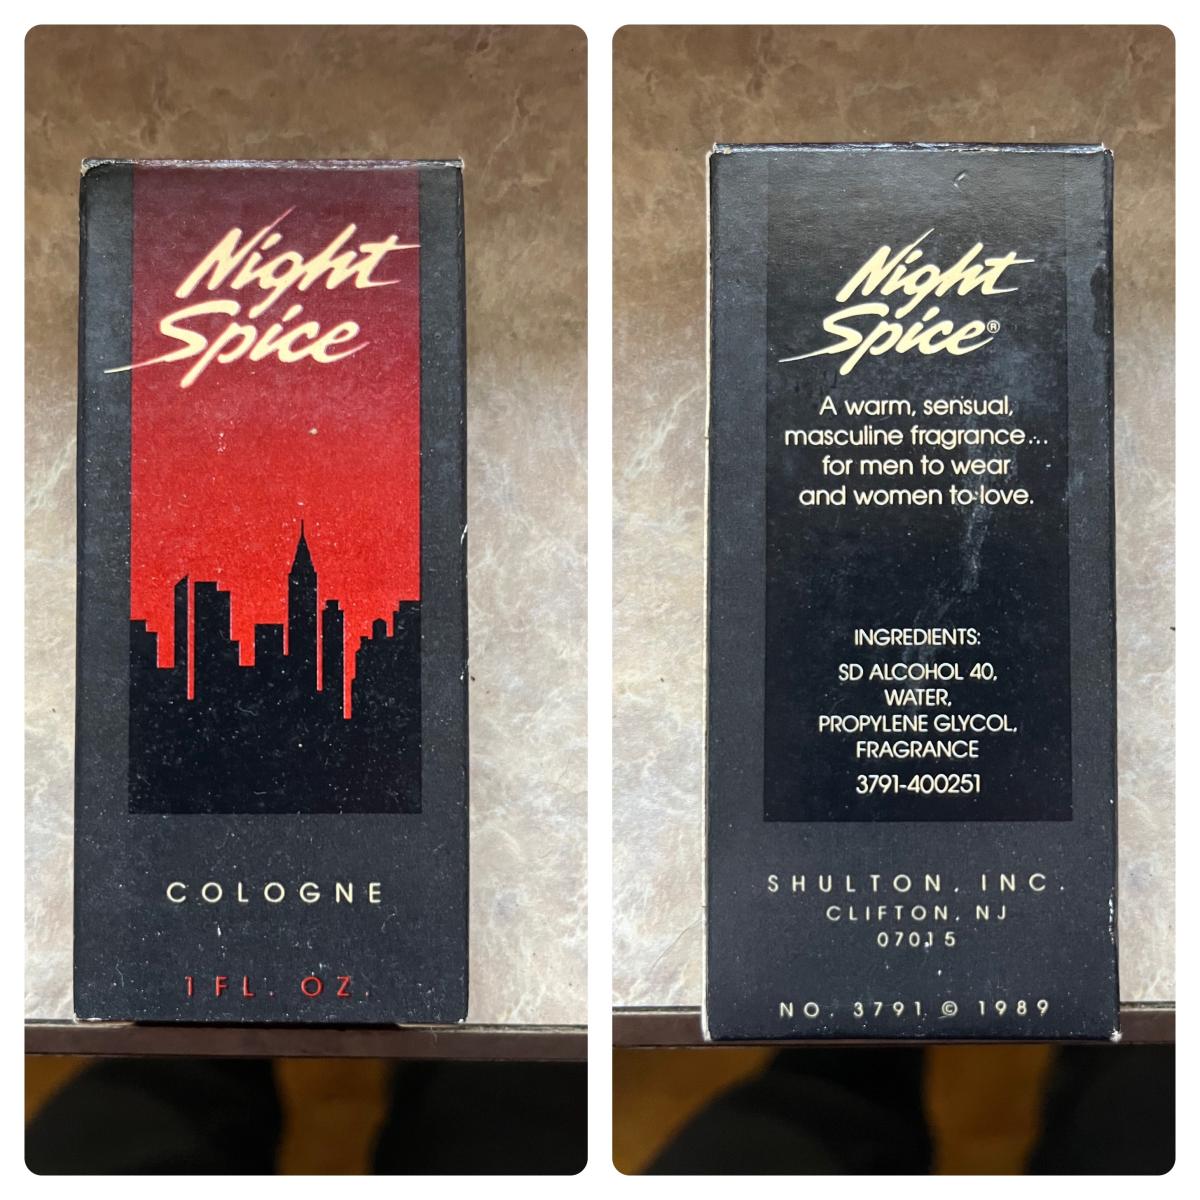 Night
Spice
COLOGNE
1 FL. OZ.
Night
Spice®
A warm, sensual,
masculine fragrance...
for men to wear
and women to love.
INGREDIENTS:
SD ALCOHOL 40,
WATER,
PROPYLENE GLYCOL,
FRAGRANCE
3791-400251
SHULTON, INC.
CLIFTON, NJ
07015
NO. 3791 © 1989